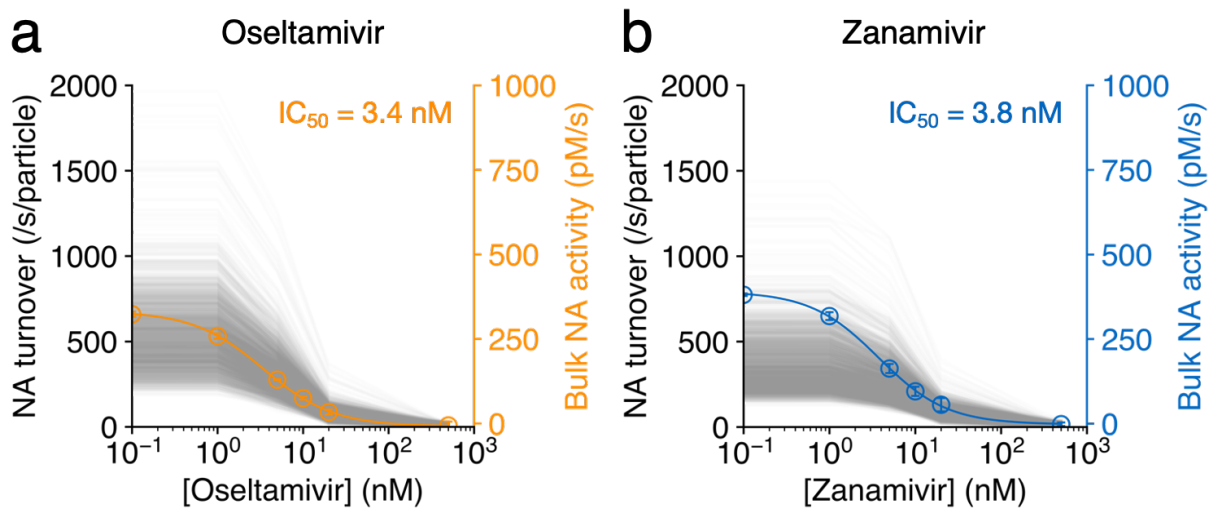 a
Oseltamivir
NA turnover (/s/particle)
2000
1500
1000
500
0
IC₅₀ = 3.4 nM
1000
750
500
250
0
Bulk NA activity (pM/s)
10⁻¹ 10⁰ 10¹ 10² 10³
[Oseltamivir] (nM)
b
Zanamivir
NA turnover (/s/particle)
2000
1500
1000
500
0
IC₅₀ = 3.8 nM
1000
750
500
250
0
Bulk NA activity (pM/s)
10⁻¹ 10⁰ 10¹ 10² 10³
[Zanamivir] (nM)